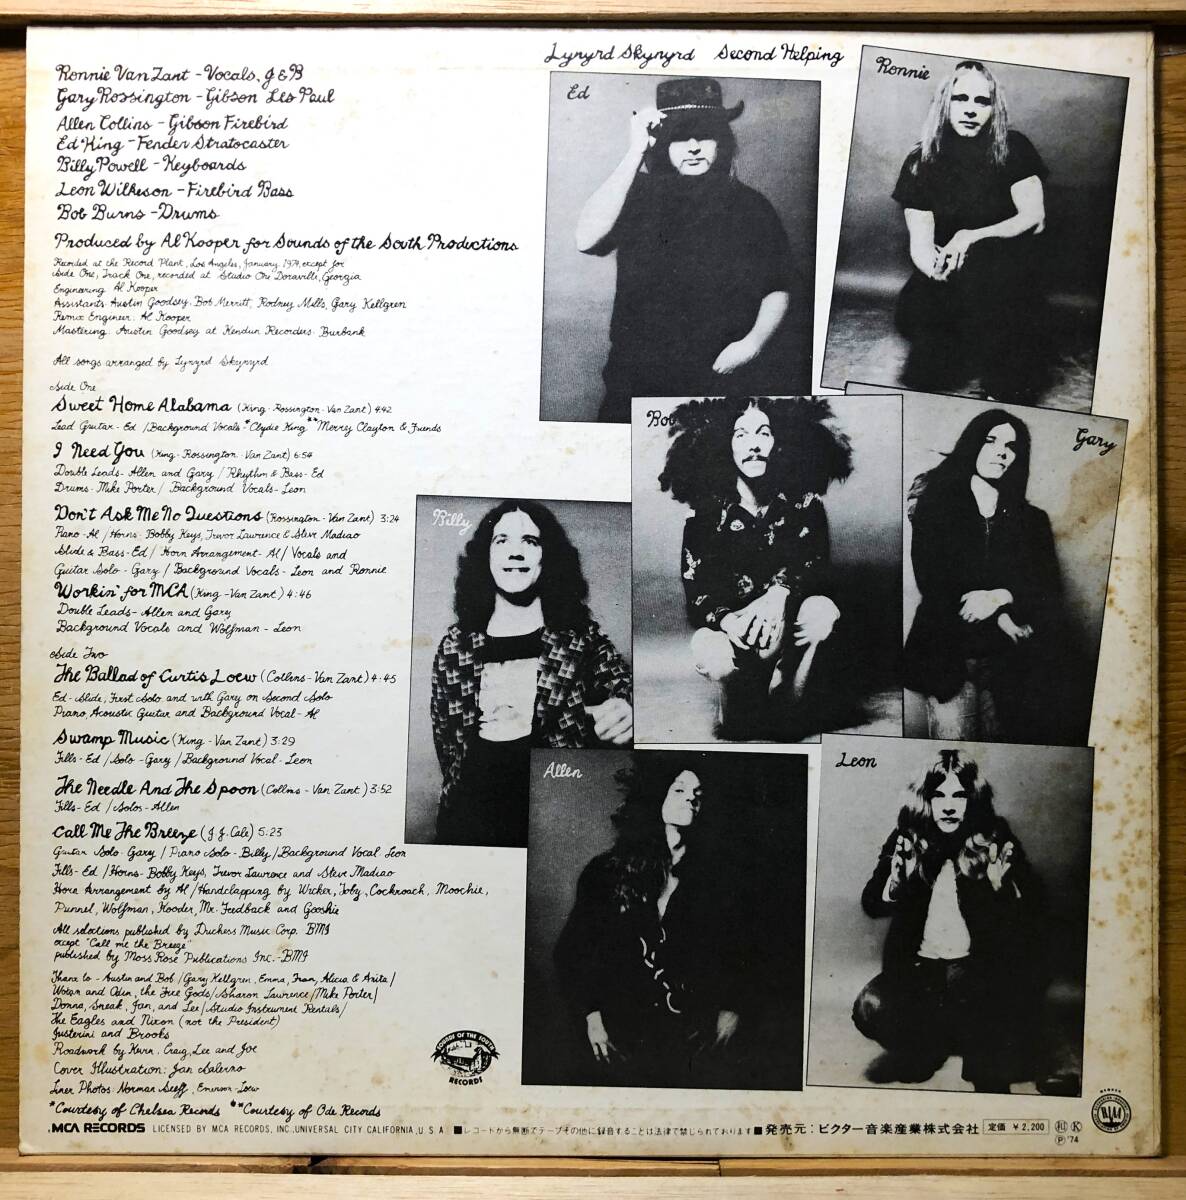 Lynyrd Skynyrd Second Helping
Ronnie Van Zant - Vocals, J & B
Gary Rossington - Gibson Les Paul
Allen Collins - Gibson Firebird
Ed King - Fender Stratocaster
Billy Powell - Keyboards
Leon Wilkeson - Firebird Bass
Bob Burns - Drums
Produced by Al Kooper for Sounds of the South Productions
Recorded at the Record Plant, Los Angeles, January, 1974, except for
Side One, Track One, recorded at Studio One Doraville, Georgia
Engineering: Al Kooper
Assistants: Austin Goodsey, Bob Merritt, Rodney Mills, Gary Kellgren
Remix Engineer: Al Kooper
Mastering: Austin Goodsey at Kendun Recorders: Burbank
All songs arranged by Lynyrd Skynyrd
Side One
Sweet Home Alabama (King - Rossington - Van Zant) 4:42
Lead Guitar - Ed / Background Vocals - *Clydie King **Merry Clayton & Friends
I Need You (King - Rossington - Van Zant) 6:54
Double Leads - Allen and Gary / Rhythm & Bass - Ed
Drums - Mike Porter / Background Vocals - Leon
Don't Ask Me No Questions (Rossington - Van Zant) 3:24
Piano - Al / Horns - Bobby Keys, Trevor Laurence & Steve Madiao
Slide & Bass - Ed / Horn Arrangement - Al / Vocals and
Guitar Solo - Gary / Background Vocals - Leon and Ronnie
Workin' for MCA (King - Van Zant) 4:46
Double Leads - Allen and Gary
Background Vocals and Wolfman - Leon
Side Two
The Ballad of Curtis Loew (Collins - Van Zant) 4:45
Ed - Slide, First Solo and with Gary on Second Solo
Piano, Acoustic Guitar and Background Vocal - Al
Swamp Music (King - Van Zant) 3:29
Fills - Ed / Solo - Gary / Background Vocal - Leon
The Needle And The Spoon (Collins - Van Zant) 3:52
Fills - Ed / Solos - Allen
Call Me The Breeze (J.J. Cale) 5:23
Guitar Solo - Gary / Piano Solo - Billy / Background Vocal Leon
Fills - Ed / Horns - Bobby Keys, Trevor Laurence and Steve Madiao
Horn Arrangement by Al / Handclapping by Wicker, Toby, Cockroach, Moochie,
Punnel, Wolfman, Kooder, Mr. Feedback and Gooshie
All selections published by Duchess Music Corp. BMI
except "Call me the Breeze"
published by Moss Rose Publications Inc. - BMI
Thanx to - Austin and Bob / Gary Kellgren, Emma, Fran, Alicia & Anita /
Wotan and Odin, the Free Gods / Sharon Lawrence / Mike Porter /
Donna, Sneak, Jan, and Lee / Studio Instrument Rentals /
The Eagles and Nixon (not the President)
Justerini and Brooks
Roadwork by Kevin, Craig, Lee and Joe
Cover Illustration: Jan Salerno
Liner Photos: Norman Seeff, Emerson-Loew
*Courtesy of Chelsea Records **Courtesy of Ode Records
Ed
Ronnie
Bob
Gary
Billy
Allen
Leon
SOUNDS OF THE SOUTH
RECORDS
MCA RECORDS LICENSED BY MCA RECORDS, INC., UNIVERSAL CITY CALIFORNIA, U.S.A. ■レコードから無断でテープその他に録音することは法律で禁じられております■発売元:ビクター音楽産業株式会社 定価 ¥2,200 Ⓚ
Ⓟ '74